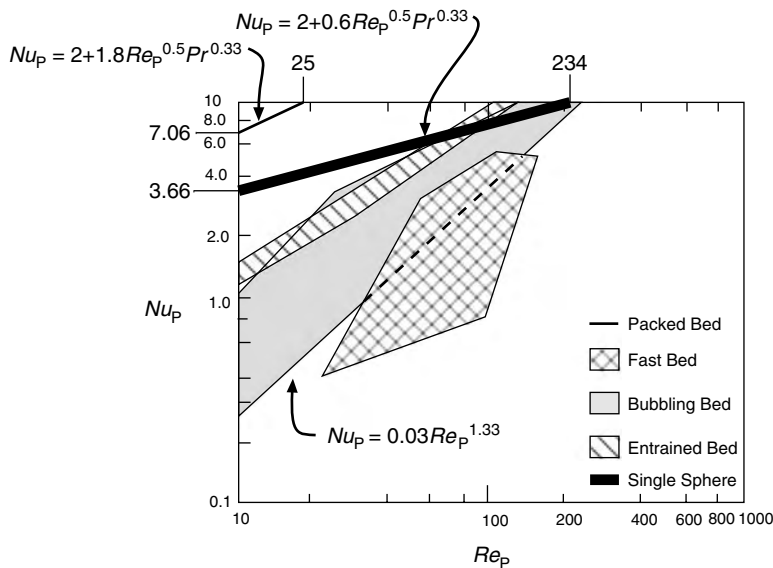 Nu_P = 2+0.6Re_P^0.5Pr^0.33
Nu_P = 2+1.8Re_P^0.5Pr^0.33
25
234
10
8.0
7.06
6.0
4.0
3.66
2.0
1.0
Nu_P
0.1
Nu_P = 0.03Re_P^1.33
Packed Bed
Fast Bed
Bubbling Bed
Entrained Bed
Single Sphere
10 100 200 400 600 800 1000
Re_P